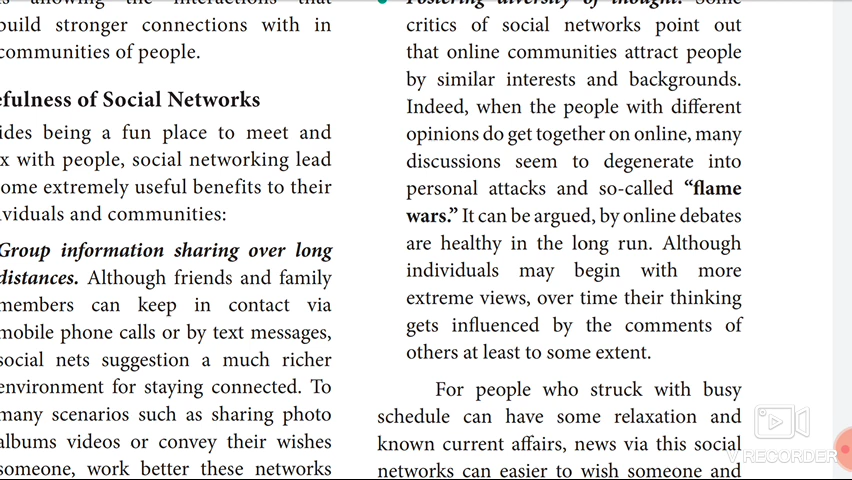 build stronger connections with in
communities of people.
efulness of Social Networks
ides being a fun place to meet and
x with people, social networking lead
ome extremely useful benefits to their
viduals and communities:
Group information sharing over long
distances. Although friends and family
members can keep in contact via
mobile phone calls or by text messages,
social nets suggestion a much richer
environment for staying connected. To
many scenarios such as sharing photo
albums videos or convey their wishes
someone, work better these networks
Fostering diversity of thought. Some
critics of social networks point out
that online communities attract people
by similar interests and backgrounds.
Indeed, when the people with different
opinions do get together on online, many
discussions seem to degenerate into
personal attacks and so-called “flame
wars.” It can be argued, by online debates
are healthy in the long run. Although
individuals may begin with more
extreme views, over time their thinking
gets influenced by the comments of
others at least to some extent.
For people who struck with busy
schedule can have some relaxation and
known current affairs, news via this social
networks can easier to wish someone and
V RECORDER